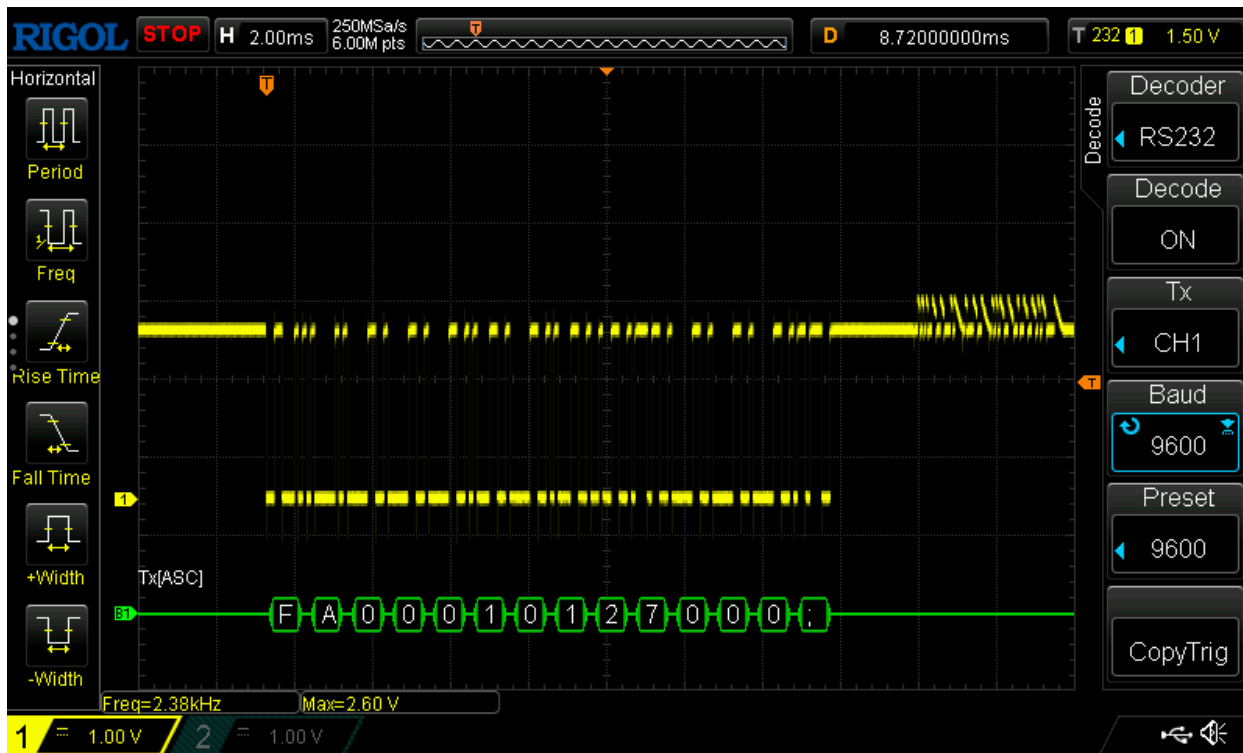 RIGOL STOP H 2.00ms 250MSa/s 6.00M pts T D 8.72000000ms T 232 1 1.50 V
Horizontal
Period
Freq
Rise Time
Fall Time
+Width
-Width
T
T
1
Tx[ASC]
B1 F A 0 0 0 1 0 1 2 7 0 0 0 ;
Decode
Decoder
RS232
Decode
ON
Tx
CH1
Baud
9600
Preset
9600
CopyTrig
Freq=2.38kHz Max=2.60 V
1 1.00 V 2 1.00 V